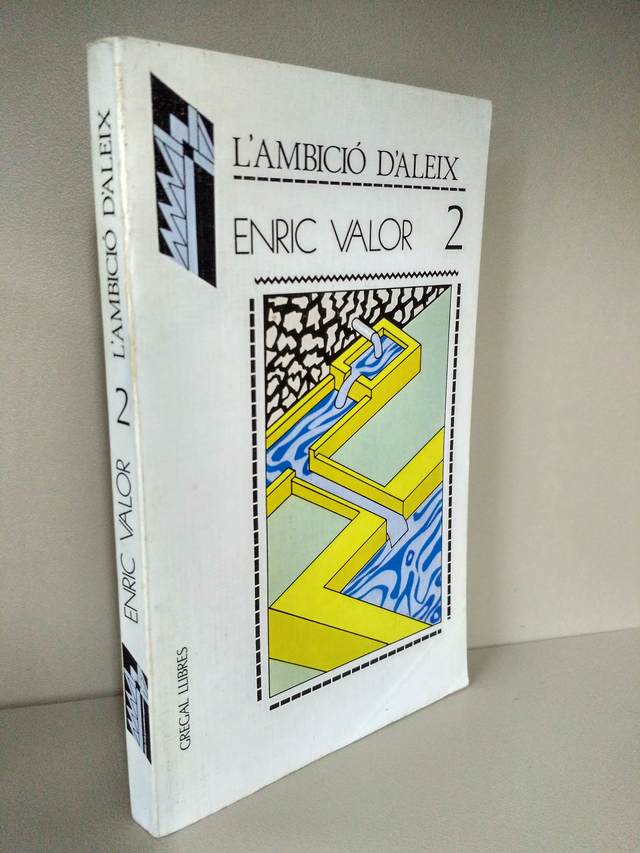 L'AMBICIÓ D'ALEIX
ENRIC VALOR 2
ENRIC VALOR 2 L'AMBICIÓ D'ALEIX
GREGAL LLIBRES